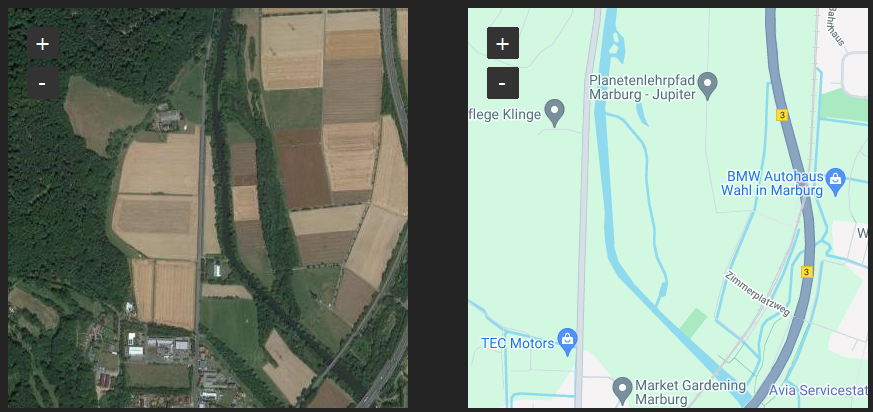 +
-
+
-
Bahnhaus
Planetenlehrpfad
Marburg - Jupiter
flege Klinge
3
BMW Autohaus
Wahl in Marburg
W
3
Zimmerplatzweg
TEC Motors
Market Gardening
Marburg
Avia Servicestat